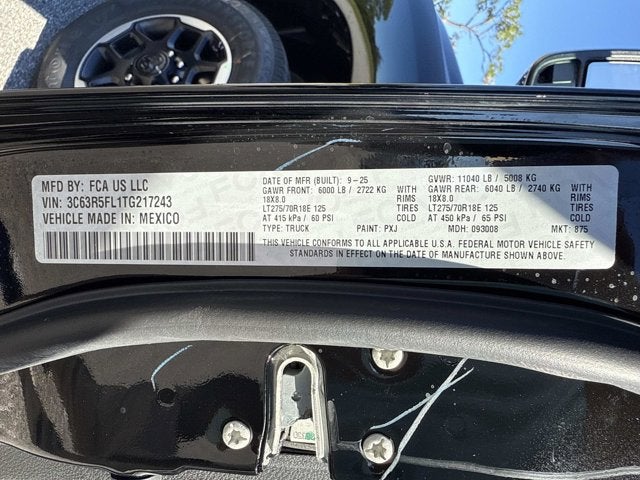 MFD BY: FCA US LLC
VIN: 3C63R5FL1TG217243
VEHICLE MADE IN: MEXICO
DATE OF MFR (BUILT): 9-25 GVWR: 11040 LB / 5008 KG
GAWR FRONT: 6000 LB / 2722 KG WITH GAWR REAR: 6040 LB / 2740 KG WITH
18X8.0 RIMS 18X8.0 RIMS
LT275/70R18E 125 TIRES LT275/70R18E 125 TIRES
AT 415 kPa / 60 PSI COLD AT 450 kPa / 65 PSI COLD
TYPE: TRUCK PAINT: PXJ MDH: 093008 MKT: 875
THIS VEHICLE CONFORMS TO ALL APPLICABLE U.S.A. FEDERAL MOTOR VEHICLE SAFETY
STANDARDS IN EFFECT ON THE DATE OF MANUFACTURE SHOWN ABOVE.